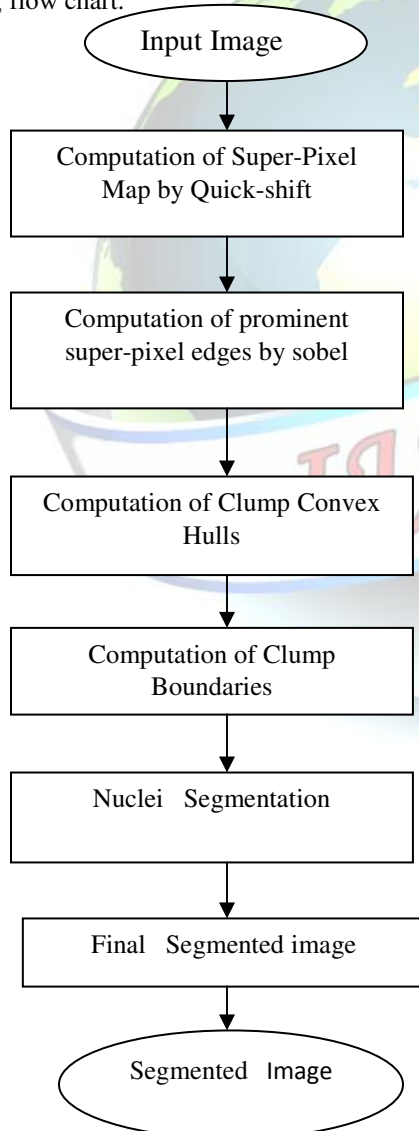 , flow chart.
Input Image
Computation of Super-Pixel
Map by Quick-shift
Computation of prominent
super-pixel edges by sobel
Computation of Clump Convex
Hulls
Computation of Clump
Boundaries
Nuclei Segmentation
Final Segmented image
Segmented Image